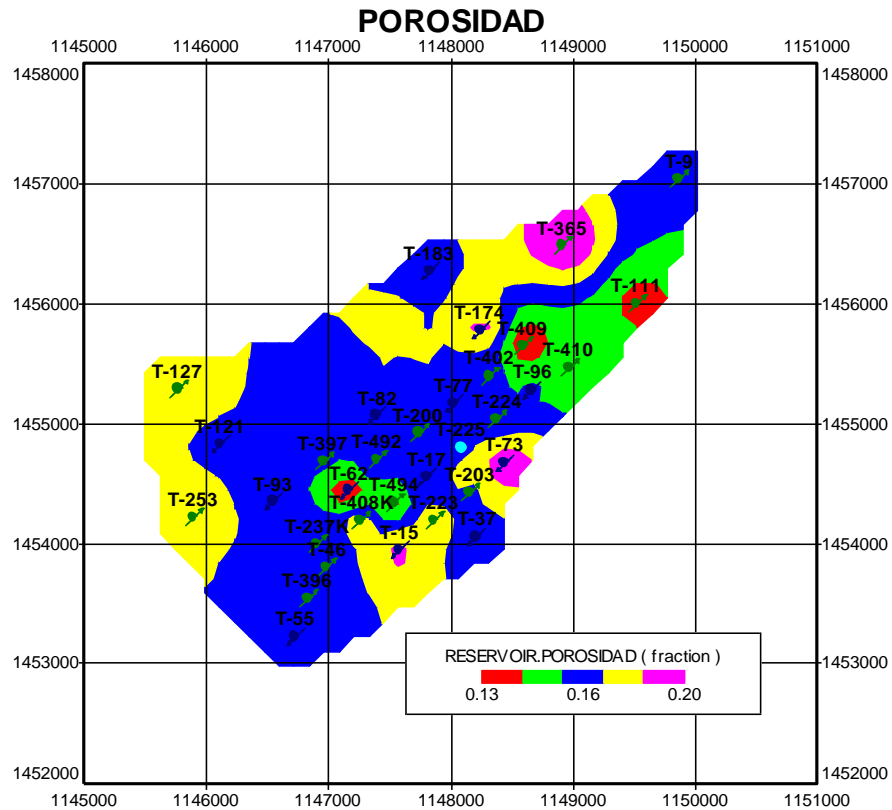 POROSIDAD
1145000 1146000 1147000 1148000 1149000 1150000 1151000
1458000 1458000
1457000 1457000
T-9
T-365
T-183
T-111
1456000 1456000
T-174
T-409
T-402 T-410
T-127 T-77 T-96
T-82 T-224
1455000 1455000
T-121 T-200 T-225
T-397 T-492 T-73
T-62 T-17
T-93 T-494 T-203
T-253 T-408K T-223
T-237K T-15 T-37
1454000 1454000
T-46
T-396
T-55
1453000 1453000
RESERVOIR.POROSIDAD ( fraction )
0.13 0.16 0.20
1452000 1452000
1145000 1146000 1147000 1148000 1149000 1150000 1151000